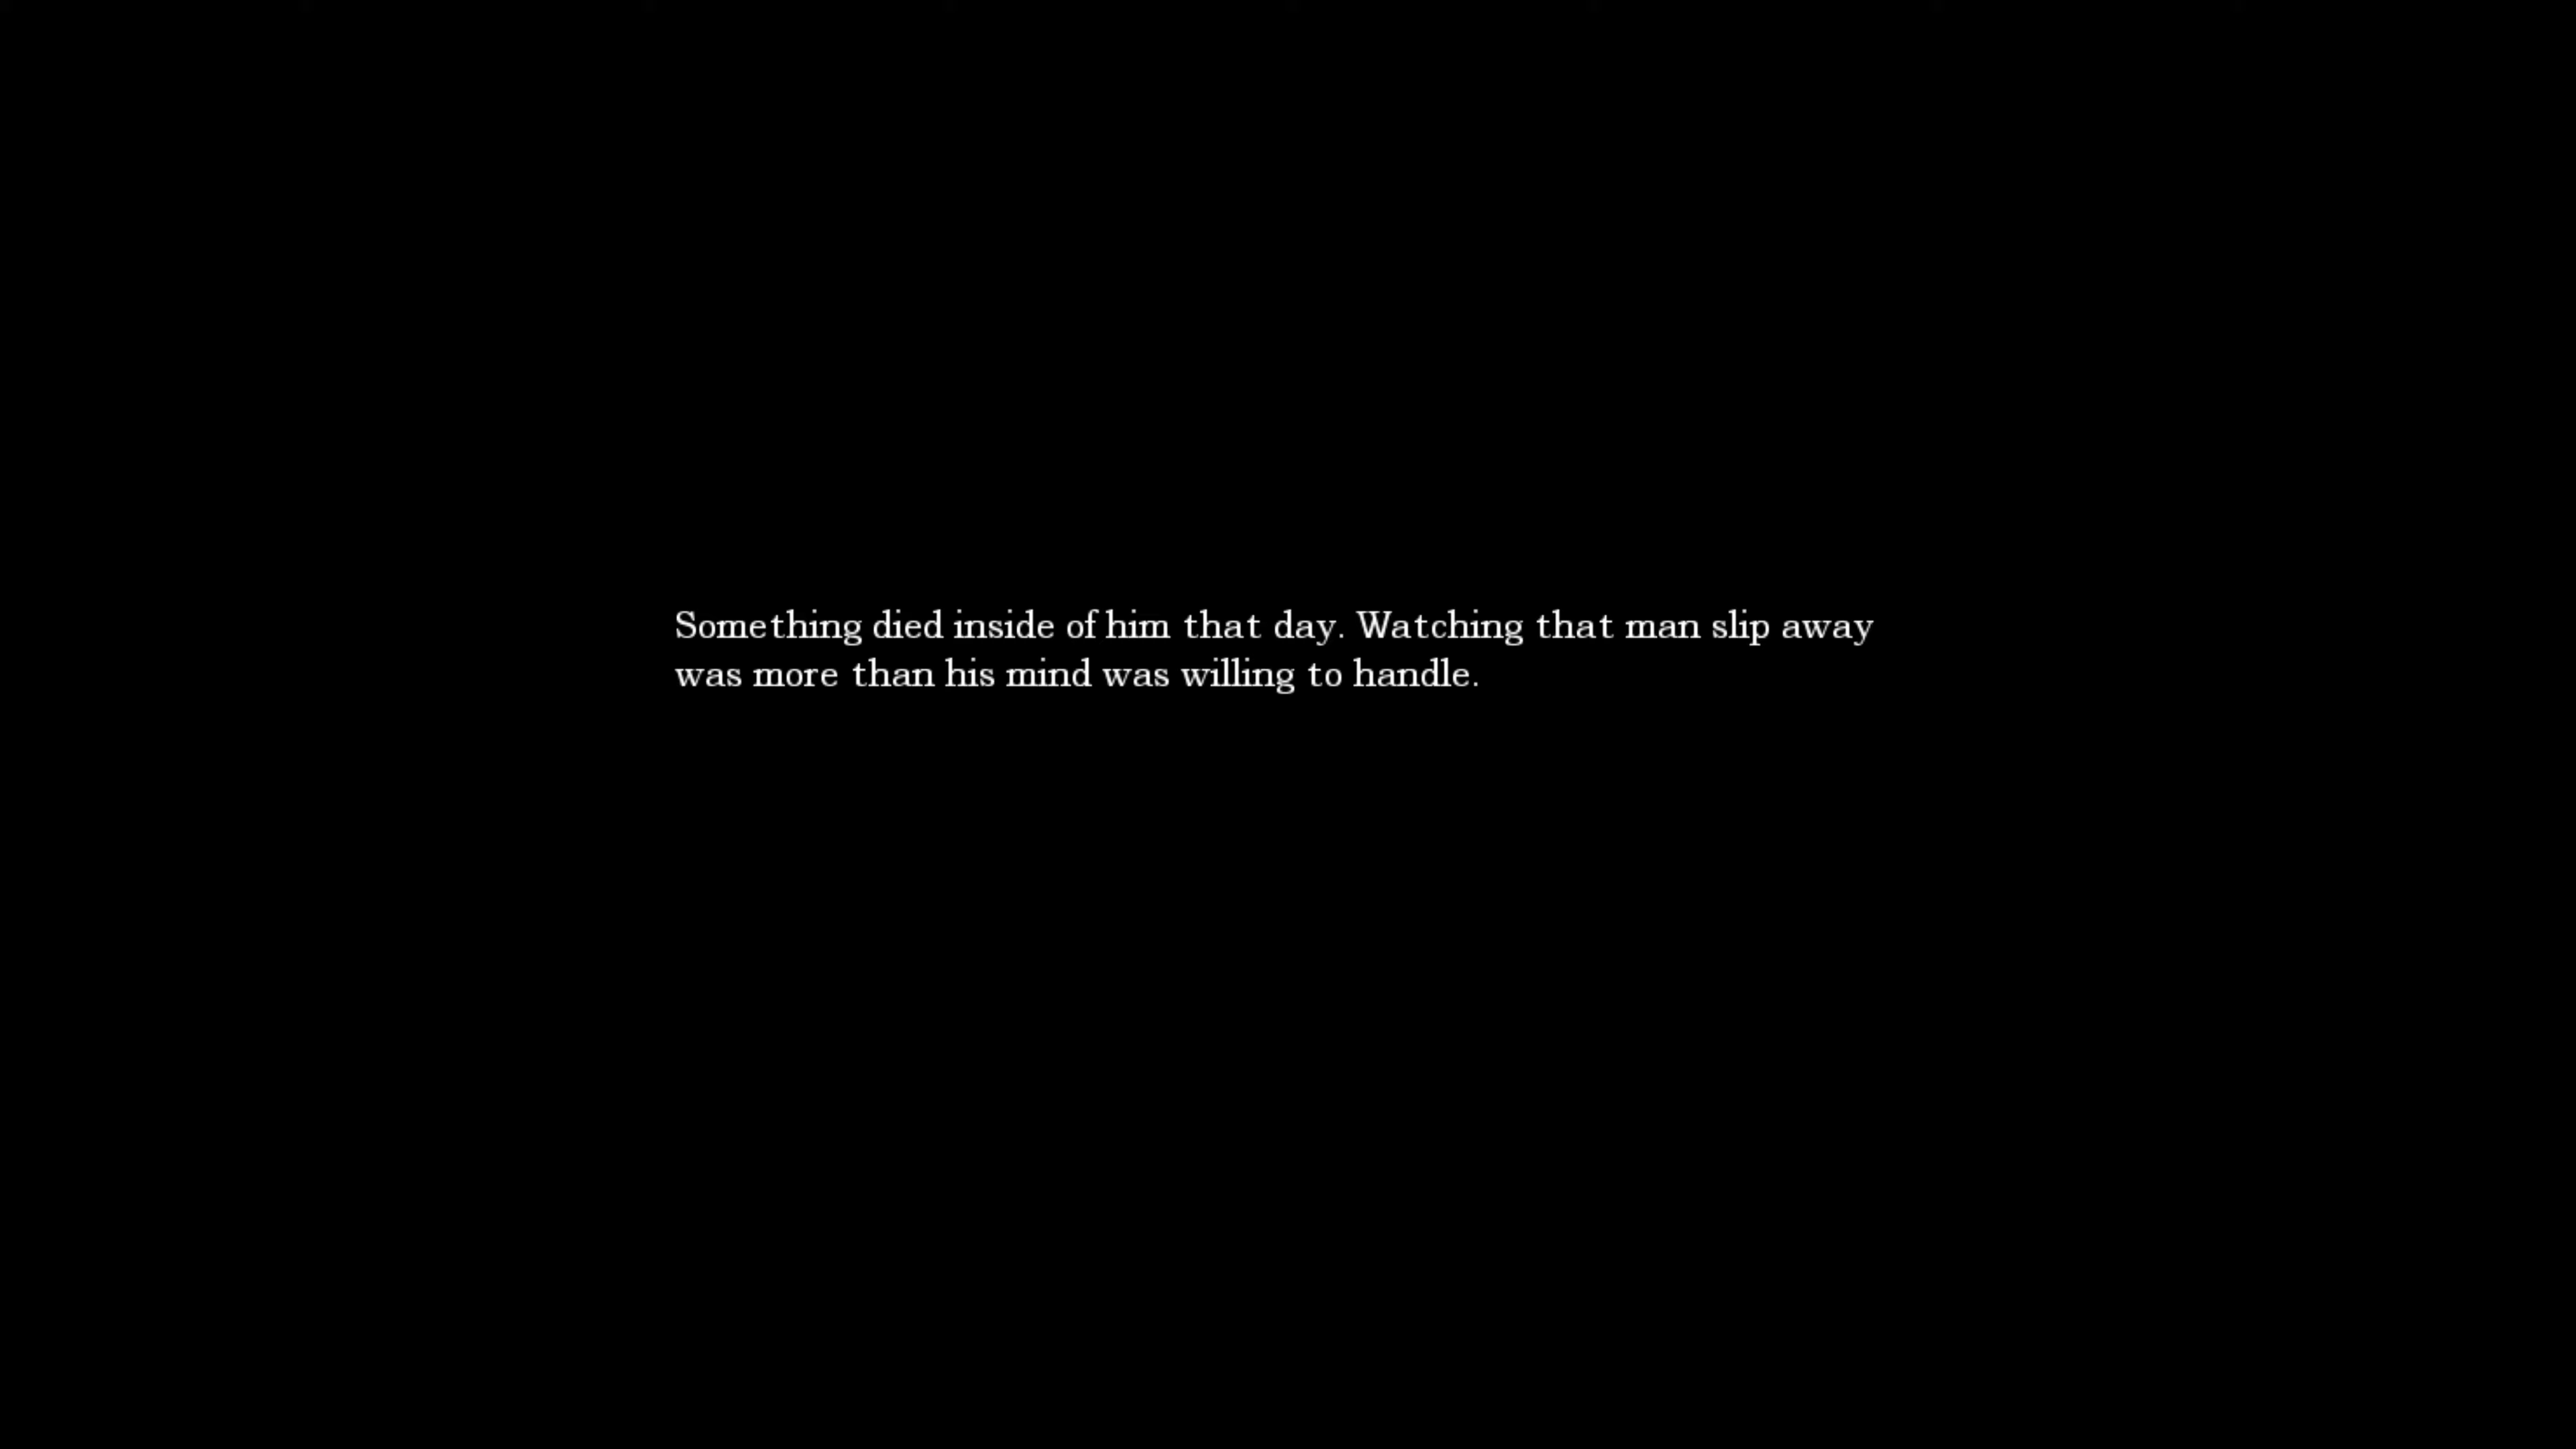 Something died inside of him that day. Watching that man slip away
was more than his mind was willing to handle.